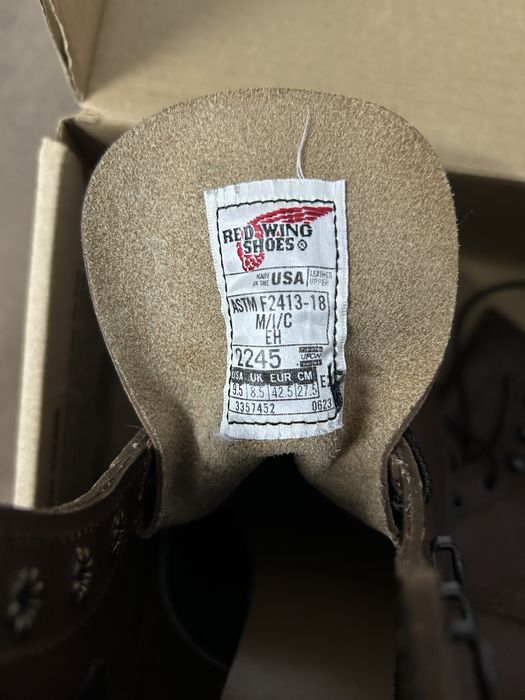 RED WING
SHOES®
MADE IN THE USA LEATHER UPPER
ASTM F2413-18
M/I/C
EH
2245 UFCW
USA UK EUR CM
9.5 8.5 42.5 27.5
3357452 0623